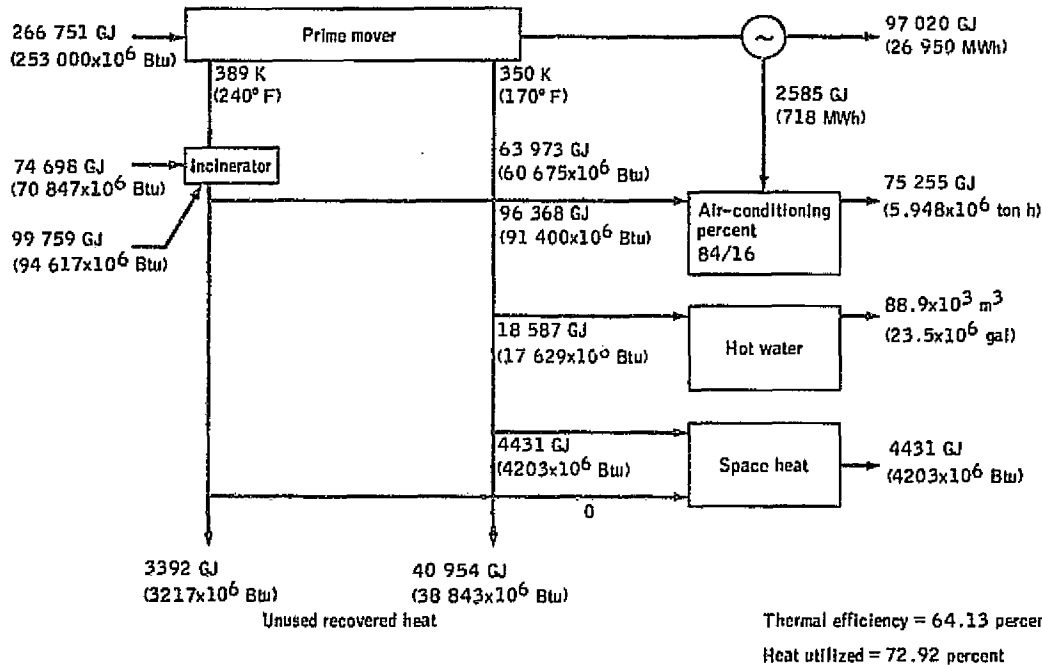 266 751 GJ
(253 000x10⁶ Btu)
Prime mover
~
97 020 GJ
(26 950 MWh)
389 K
(240° F)
350 K
(170° F)
2585 GJ
(718 MWh)
74 698 GJ
(70 847x10⁶ Btu)
Incinerator
63 973 GJ
(60 675x10⁶ Btu)
99 759 GJ
(94 617x10⁶ Btu)
96 368 GJ
(91 400x10⁶ Btu)
Air-conditioning
percent
84/16
75 255 GJ
(5.948x10⁶ ton h)
18 587 GJ
(17 629x10⁶ Btu)
Hot water
88.9x10³ m³
(23.5x10⁶ gal)
4431 GJ
(4203x10⁶ Btu)
Space heat
4431 GJ
(4203x10⁶ Btu)
0
3392 GJ
(3217x10⁶ Btu)
40 954 GJ
(38 843x10⁶ Btu)
Unused recovered heat
Thermal efficiency = 64.13 percer
Heat utilized = 72.92 percent